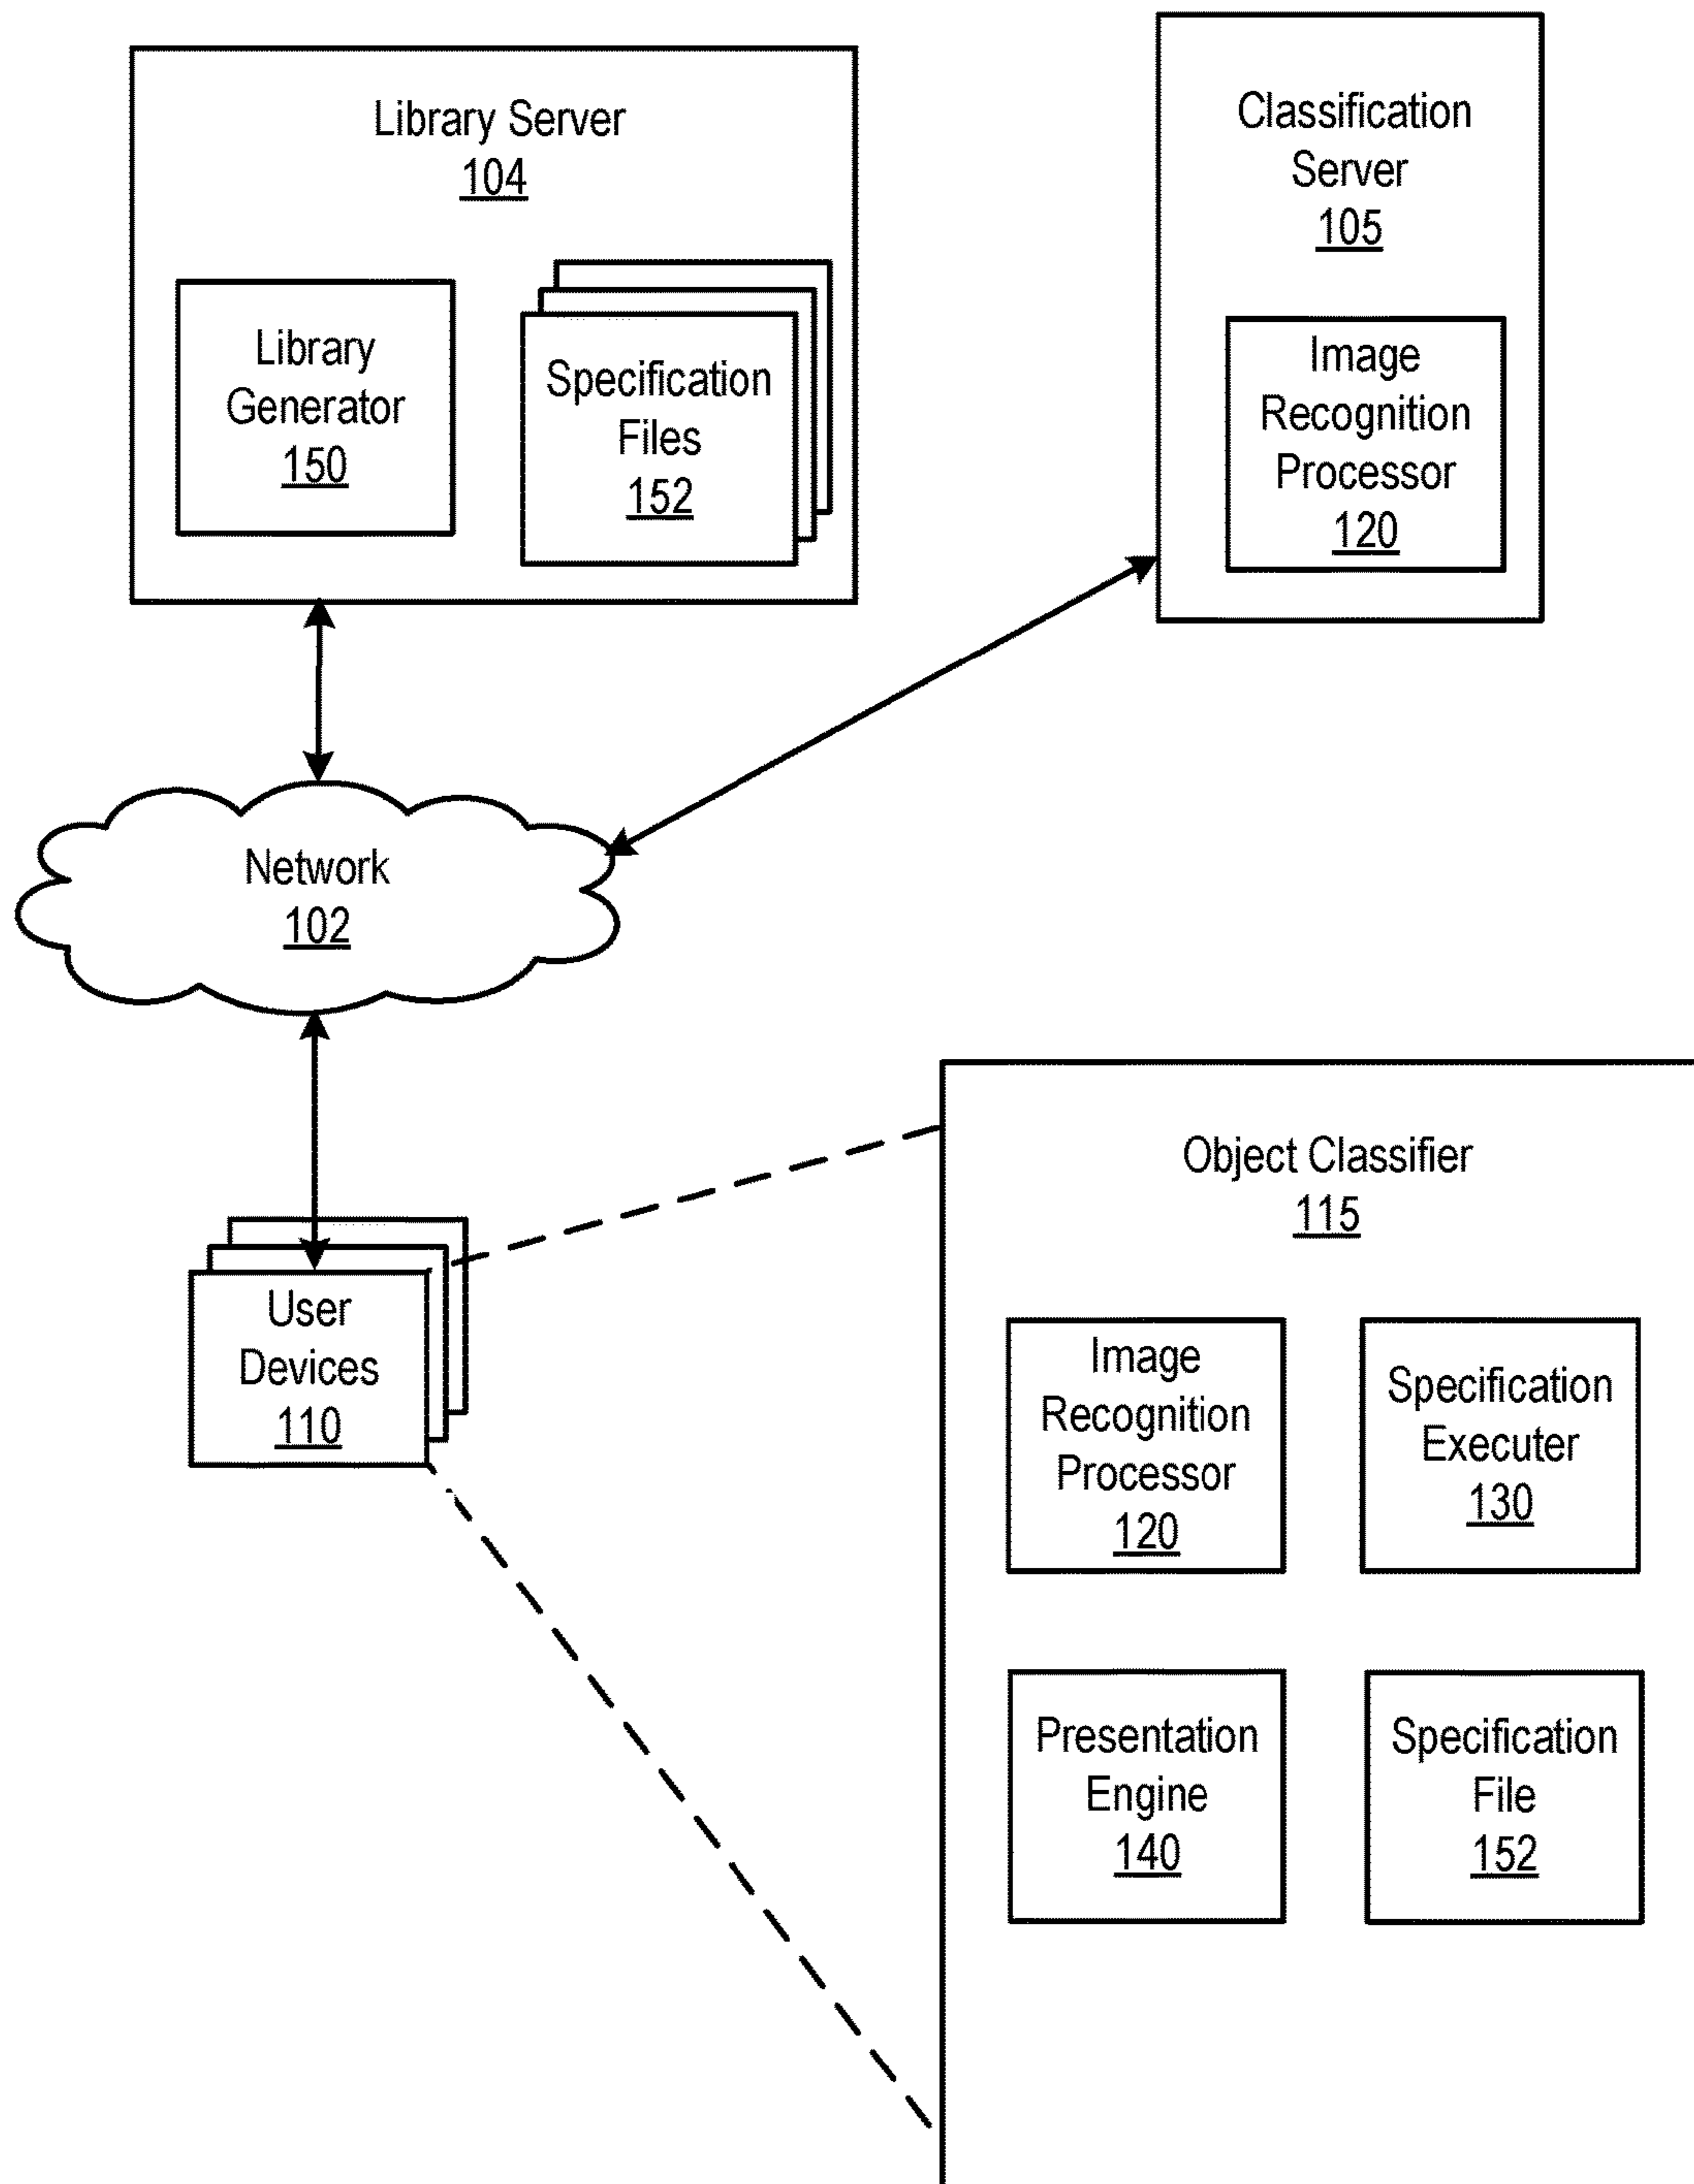 Library Server
104
Library
Generator
150
Specification
Files
152
Classification
Server
105
Image
Recognition
Processor
120
Network
102
User
Devices
110
Object Classifier
115
Image
Recognition
Processor
120
Specification
Executer
130
Presentation
Engine
140
Specification
File
152